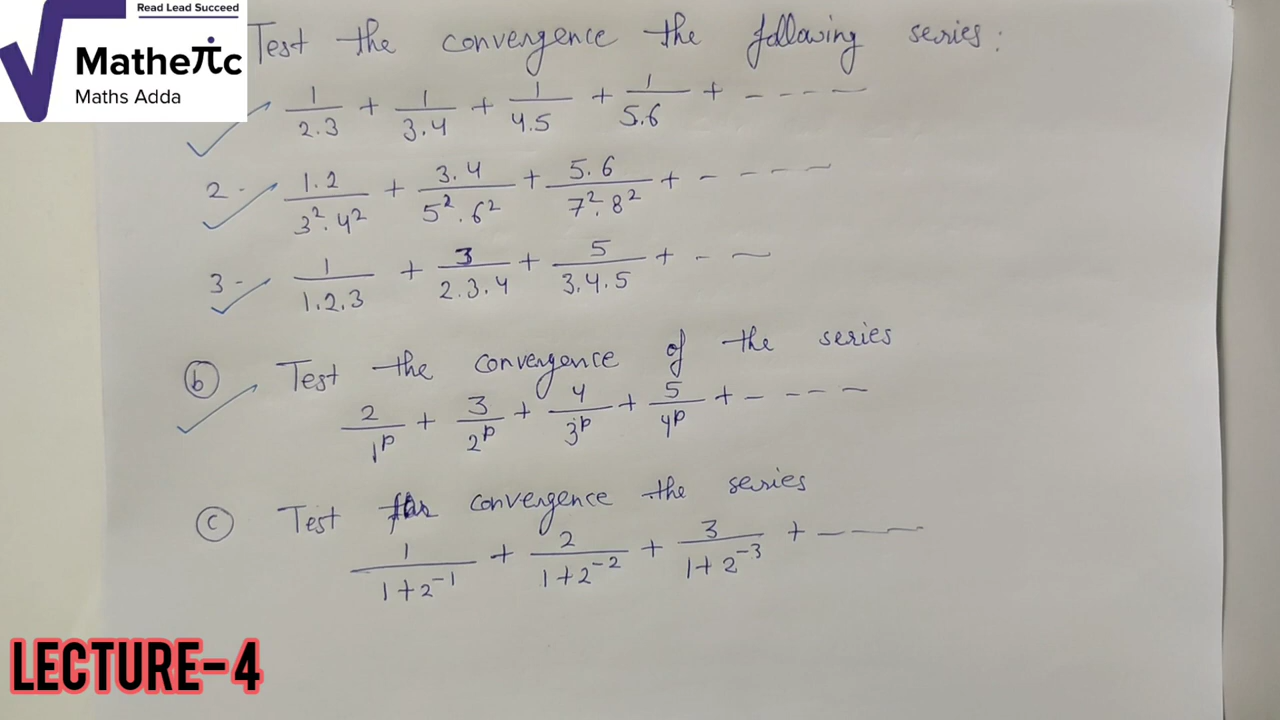 Read Lead Succeed
Matheπc
Maths Adda
Test the convergence the following series:
1/2.3 + 1/3.4 + 1/4.5 + 1/5.6 + ----
2- 1.2/3².4² + 3.4/5².6² + 5.6/7².8² + ----
3- 1/1.2.3 + 3/2.3.4 + 5/3.4.5 + --
(b) Test the convergence of the series
2/1ᵖ + 3/2ᵖ + 4/3ᵖ + 5/4ᵖ + ----
(c) Test for convergence the series
1/1+2⁻¹ + 2/1+2⁻² + 3/1+2⁻³ + ---
LECTURE-4